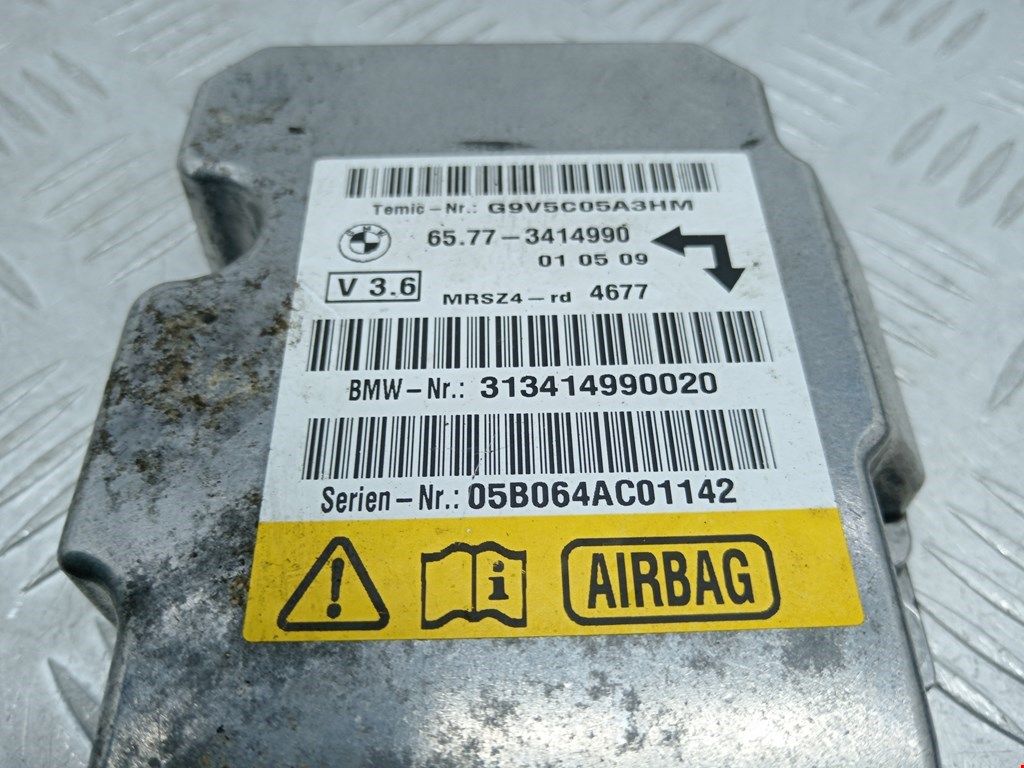 Temic-Nr.: G9V5C05A3HM
65.77-3414990
01 05 09
V 3.6
MRSZ4-rd 4677
BMW-Nr.: 313414990020
Serien-Nr.: 05B064AC01142
! i AIRBAG